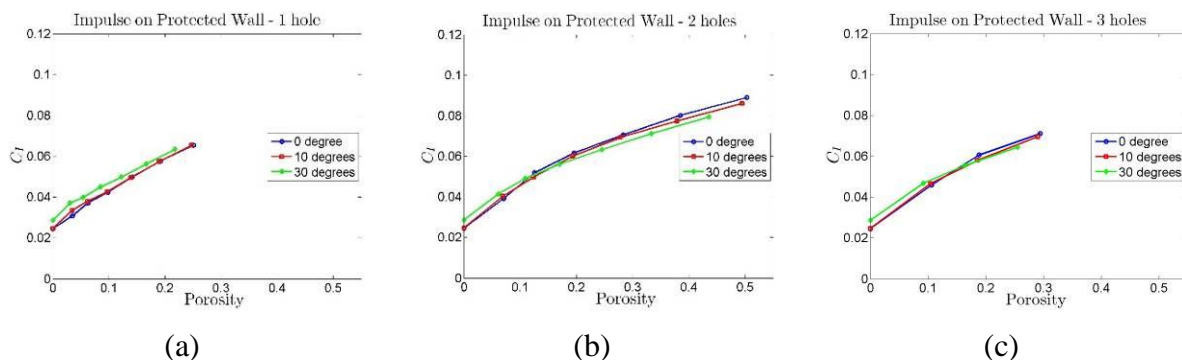 Impulse on Protected Wall - 1 hole
0.12
0.1
0.08
0.06
0.04
0.02
0
C_I
0 degree
10 degrees
30 degrees
0 0.1 0.2 0.3 0.4 0.5
Porosity
(a)
Impulse on Protected Wall - 2 holes
0.12
0.1
0.08
0.06
0.04
0.02
0
C_I
0 degree
10 degrees
30 degrees
0 0.1 0.2 0.3 0.4 0.5
Porosity
(b)
Impulse on Protected Wall - 3 holes
0.12
0.1
0.08
0.06
0.04
0.02
0
C_I
0 degree
10 degrees
30 degrees
0 0.1 0.2 0.3 0.4 0.5
Porosity
(c)